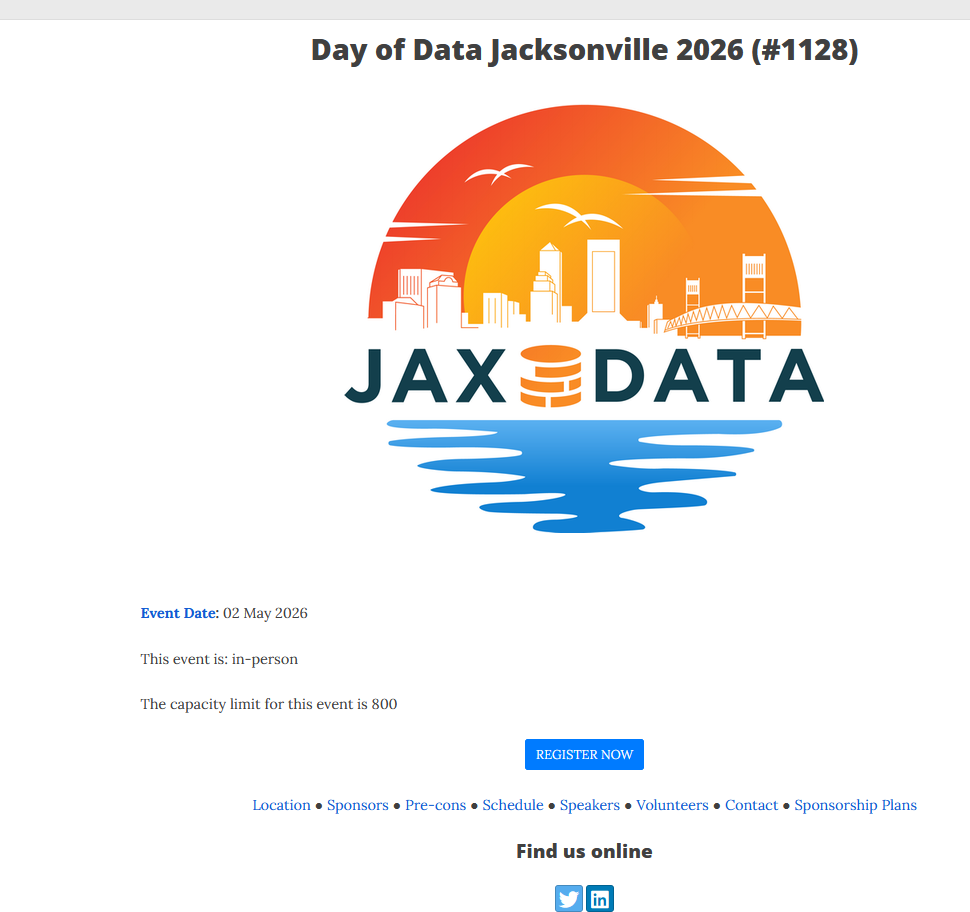 Day of Data Jacksonville 2026 (#1128)
JAX DATA
Event Date: 02 May 2026
This event is: in-person
The capacity limit for this event is 800
REGISTER NOW
Location ● Sponsors ● Pre-cons ● Schedule ● Speakers ● Volunteers ● Contact ● Sponsorship Plans
Find us online
in